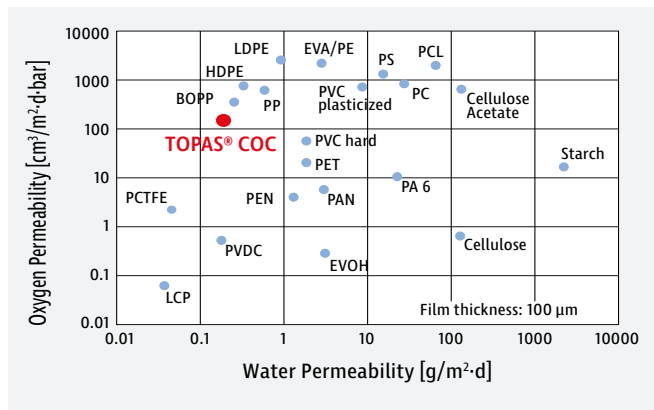 Oxygen Permeability [cm³/m²·d·bar]
10000
1000
100
10
1
0.1
0.01
LDPE
EVA/PE
PS
PCL
HDPE
BOPP
PP
PVC
plasticized
PC
Cellulose
Acetate
TOPAS® COC
PVC hard
PET
Starch
PCTFE
PEN
PAN
PA 6
PVDC
EVOH
Cellulose
LCP
Film thickness: 100 µm
0.01 0.1 1 10 100 1000 10000
Water Permeability [g/m²·d]